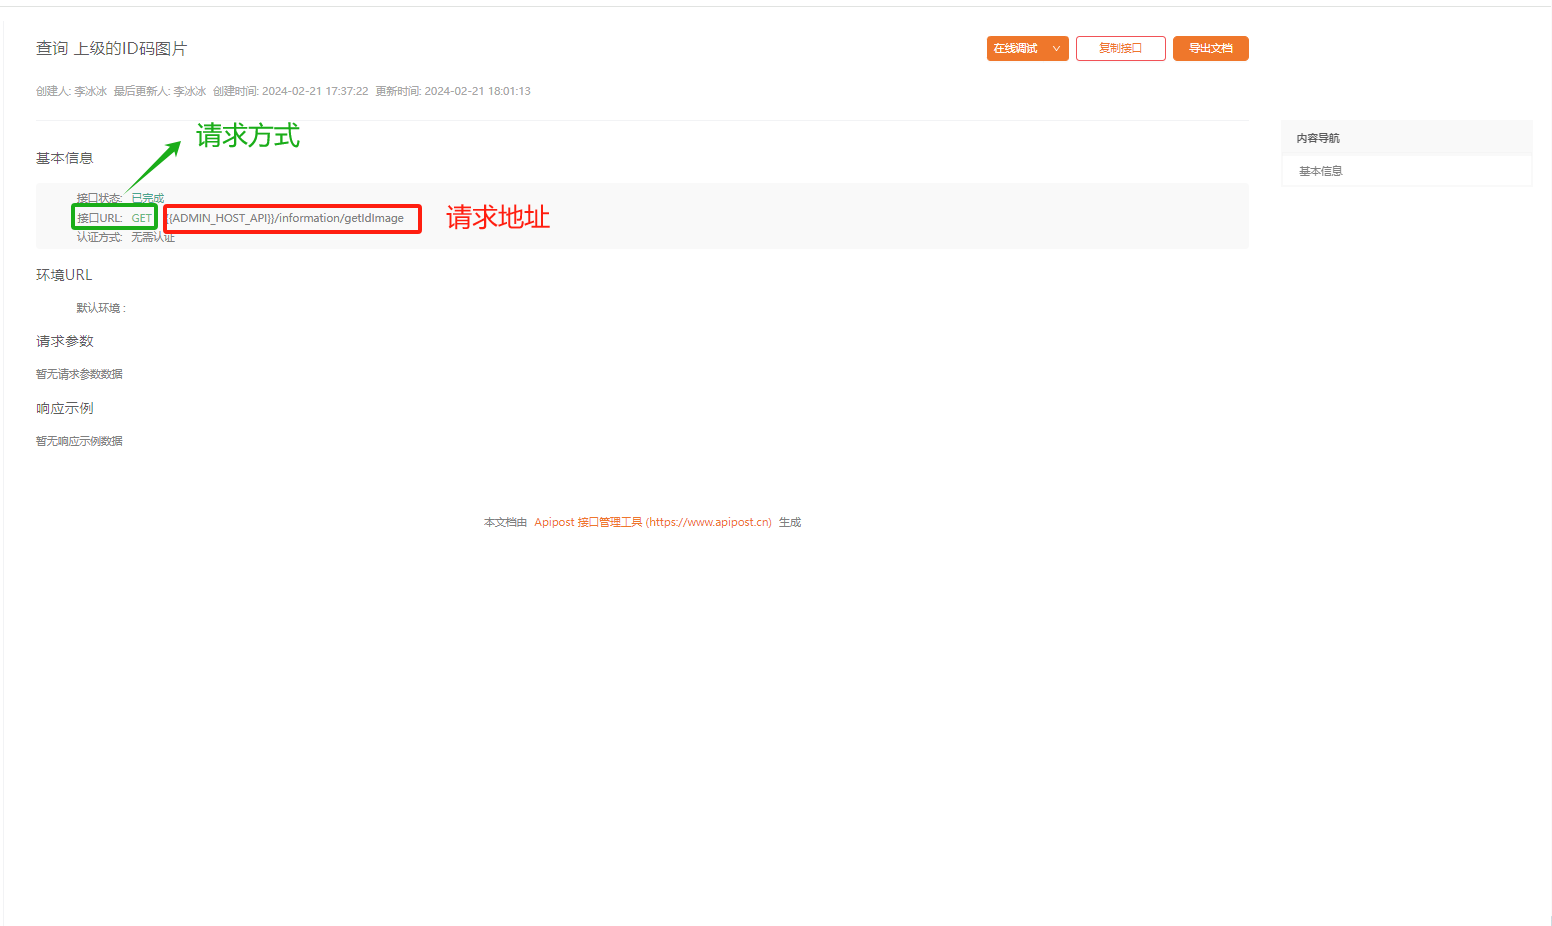 查询 上级的ID码图片
在线调试
复制接口
导出文档
创建人: 李冰冰 最后更新人: 李冰冰 创建时间: 2024-02-21 17:37:22 更新时间: 2024-02-21 18:01:13
请求方式
内容导航
基本信息
基本信息
接口状态: 已完成
接口URL: GET {{ADMIN_HOST_API}}/information/getIdImage
请求地址
认证方式: 无需认证
环境URL
默认环境 :
请求参数
暂无请求参数数据
响应示例
暂无响应示例数据
本文档由 Apipost 接口管理工具 (https://www.apipost.cn) 生成